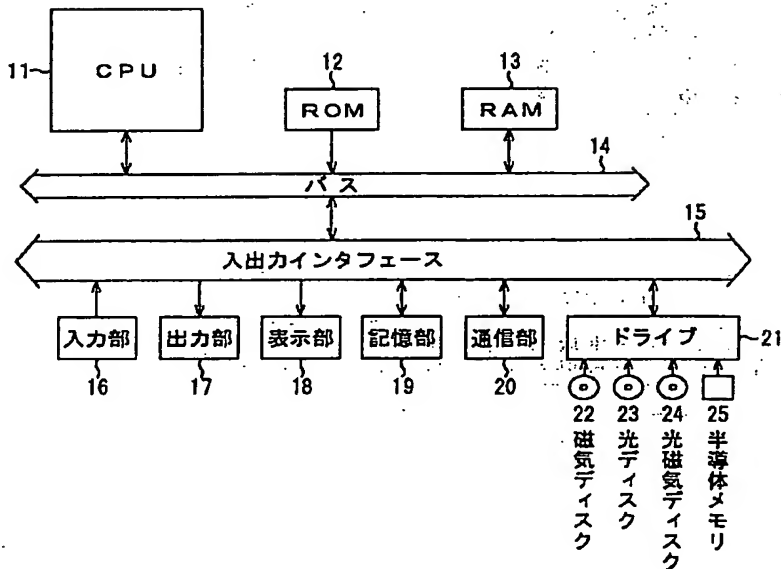 11
CPU
12
ROM
13
RAM
14
バス
15
入出力インタフェース
入力部
16
出力部
17
表示部
18
記憶部
19
通信部
20
ドライブ
21
22
磁気ディスク
23
光ディスク
24
光磁気ディスク
25
半導体メモリ